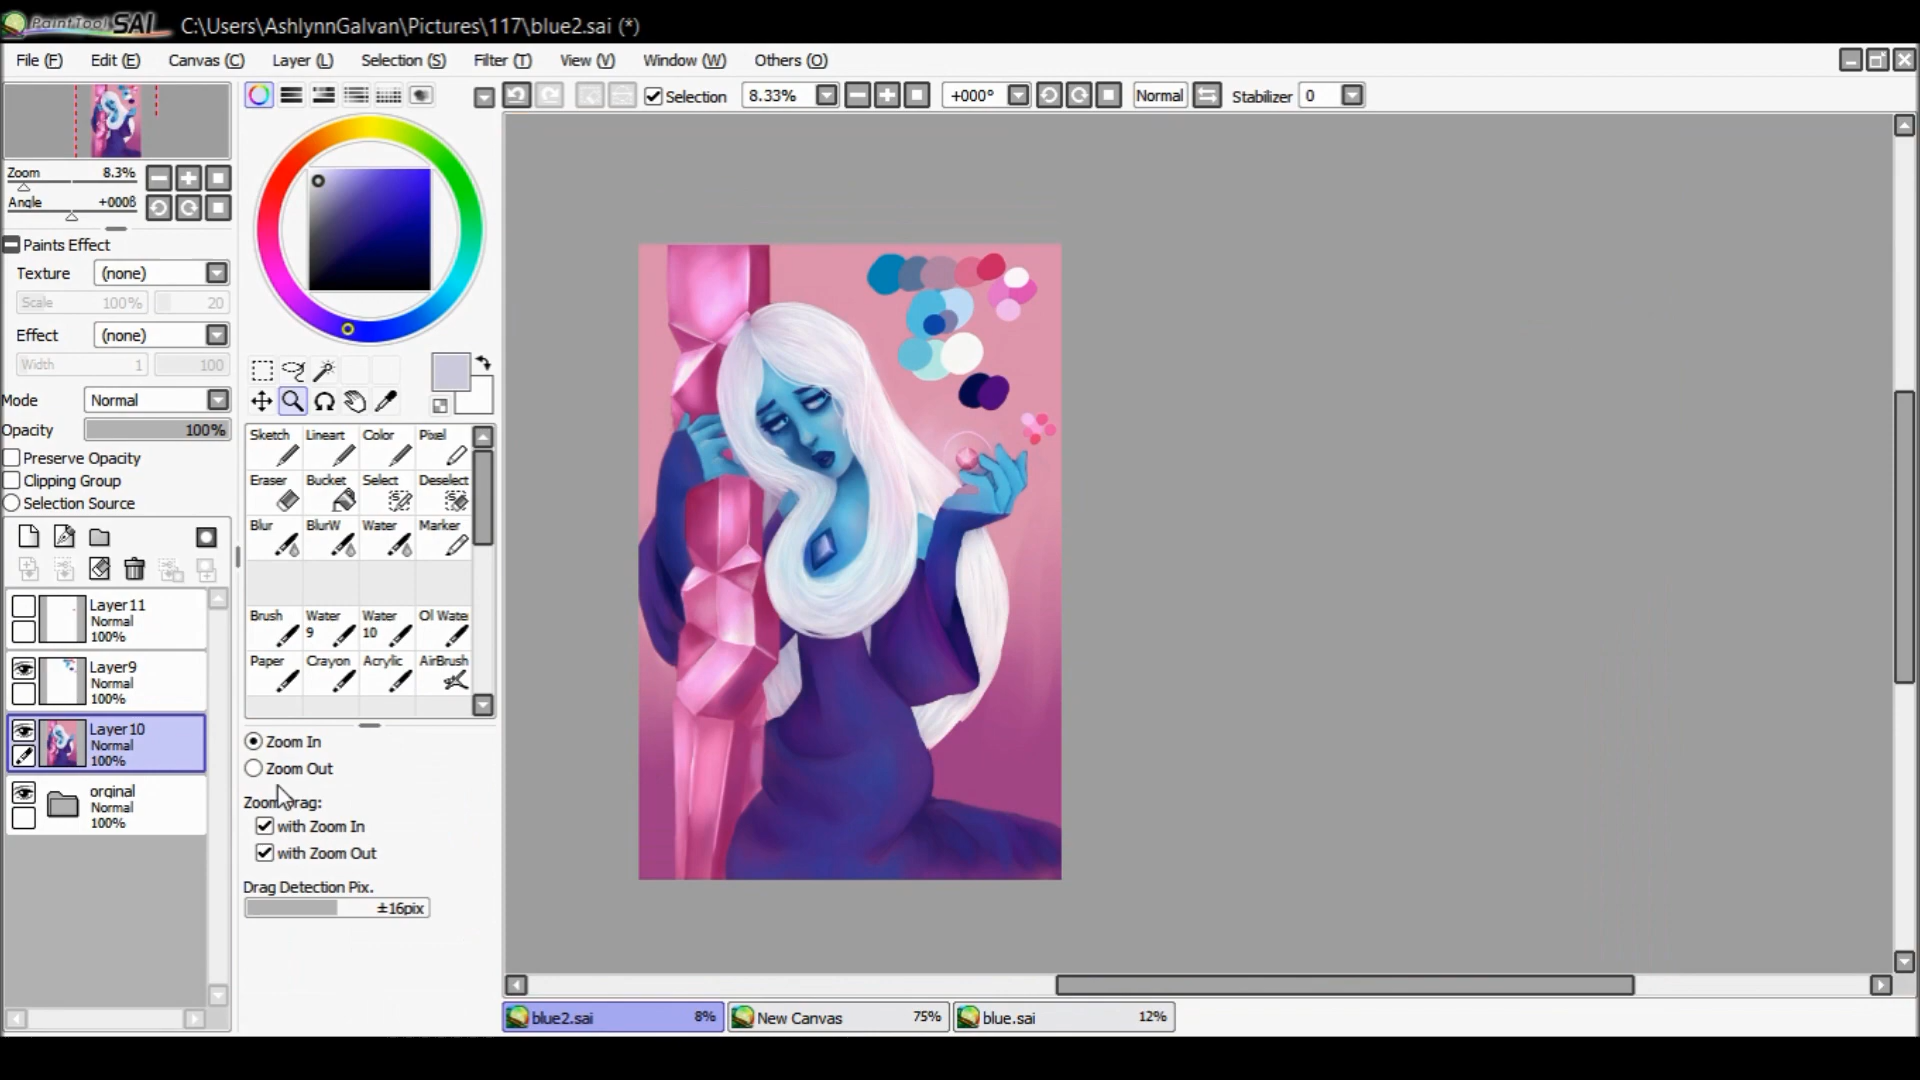 PaintTool SAI C:\Users\AshlynnGalvan\Pictures\117\blue2.sai (*)
File (F) Edit (E) Canvas (C) Layer (L) Selection (S) Filter (T) View (V) Window (W) Others (O)
Selection 8.33% +000° Normal Stabilizer 0
Zoom 8.3%
Angle +000§
Paints Effect
Texture (none)
Scale 100% 20
Effect (none)
Width 1 100
Mode Normal
Opacity 100%
Preserve Opacity
Clipping Group
Selection Source
Layer11
Normal
100%
Layer9
Normal
100%
Layer10
Normal
100%
orginal
Normal
100%
Sketch Lineart Color Pixel
Eraser Bucket Select Deselect
Blur BlurW Water Marker
Brush Water 9 Water 10 Ol Wate
Paper Crayon Acrylic AirBrush
Zoom In
Zoom Out
Zoom Drag:
with Zoom In
with Zoom Out
Drag Detection Pix.
±16pix
blue2.sai 8% New Canvas 75% blue.sai 12%